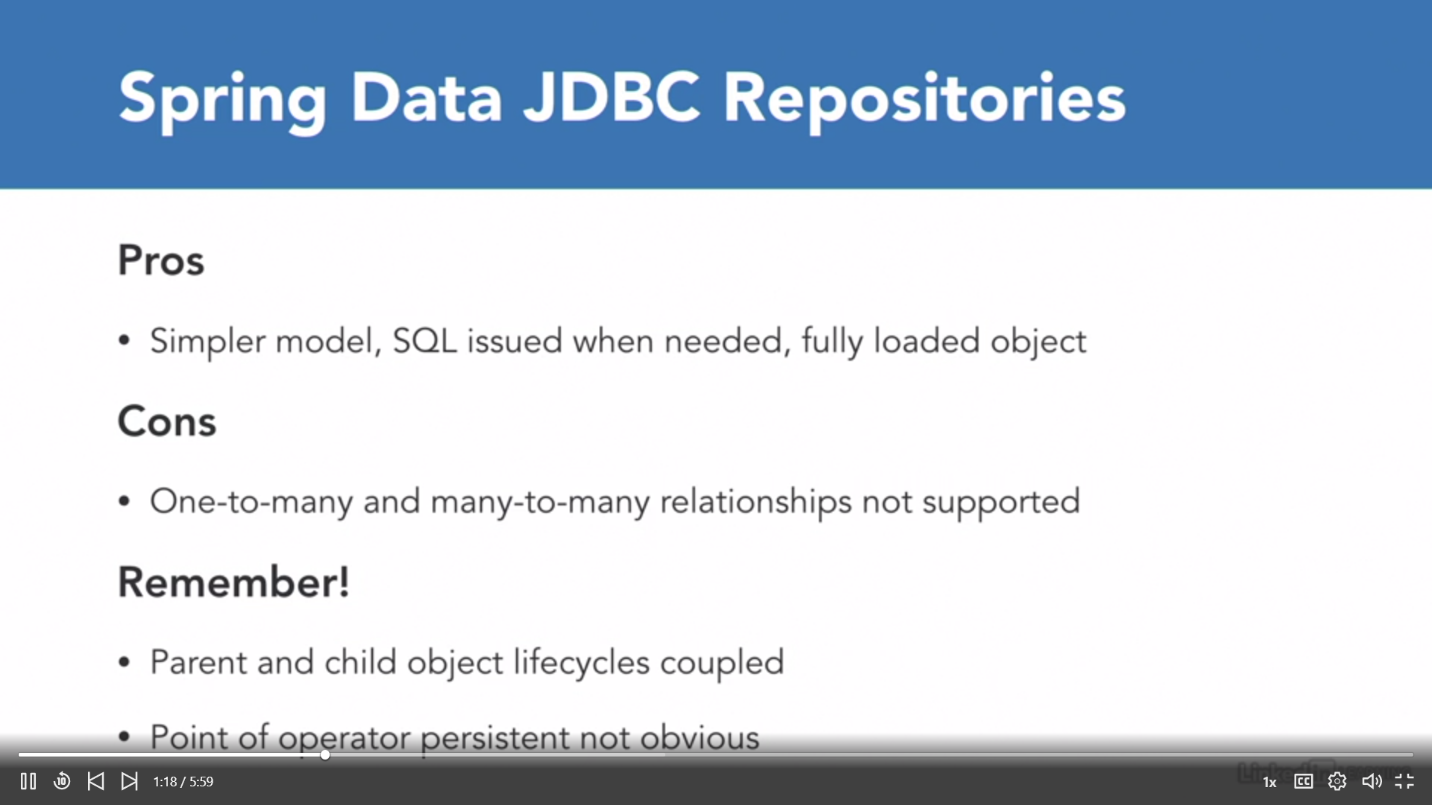 Spring Data JDBC Repositories
Pros
• Simpler model, SQL issued when needed, fully loaded object
Cons
• One-to-many and many-to-many relationships not supported
Remember!
• Parent and child object lifecycles coupled
• Point of operator persistent not obvious
10
1:18 / 5:59
1x
CC